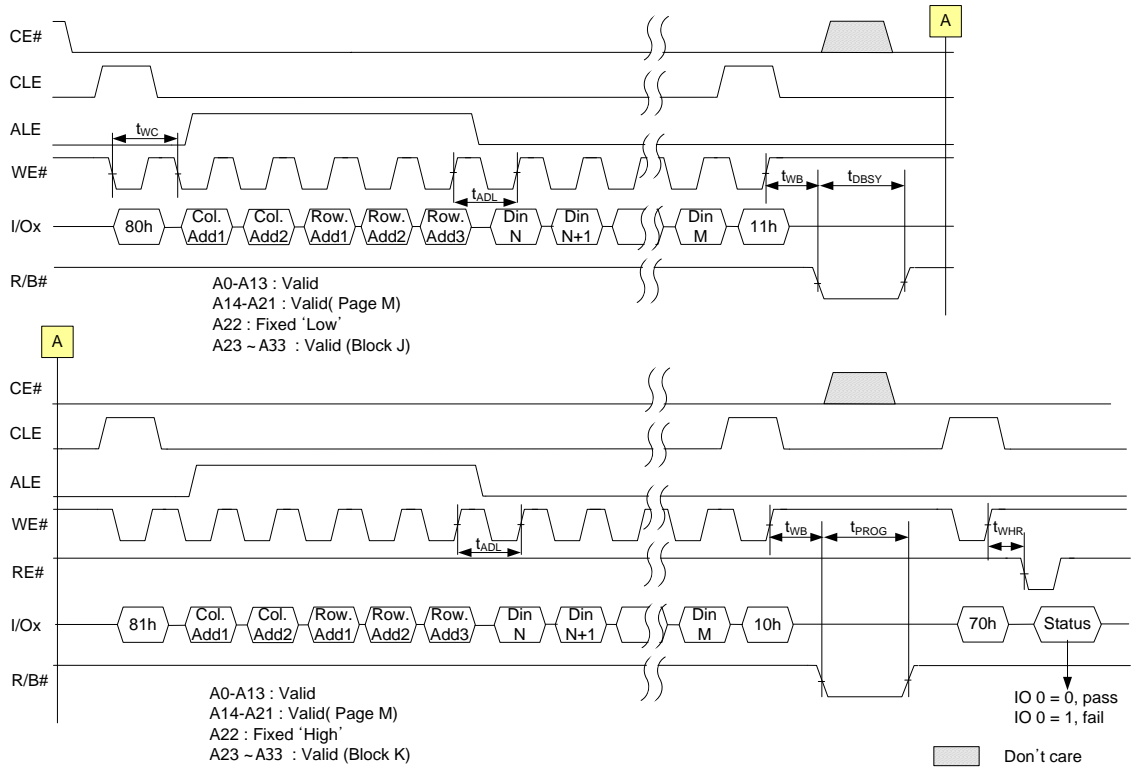 CE#
A
CLE
ALE
tWC
WE#
tADL
tWB
tDBSY
I/Ox
80h
Col. Add1
Col. Add2
Row. Add1
Row. Add2
Row. Add3
Din N
Din N+1
Din M
11h
R/B#
A0-A13 : Valid
A14-A21 : Valid( Page M)
A22 : Fixed ‘Low’
A23 ~ A33 : Valid (Block J)
A
CE#
CLE
ALE
WE#
tADL
tWB
tPROG
tWHR
RE#
I/Ox
81h
Col. Add1
Col. Add2
Row. Add1
Row. Add2
Row. Add3
Din N
Din N+1
Din M
10h
70h
Status
R/B#
IO 0 = 0, pass
IO 0 = 1, fail
A0-A13 : Valid
A14-A21 : Valid( Page M)
A22 : Fixed ‘High’
A23 ~ A33 : Valid (Block K)
Don’t care